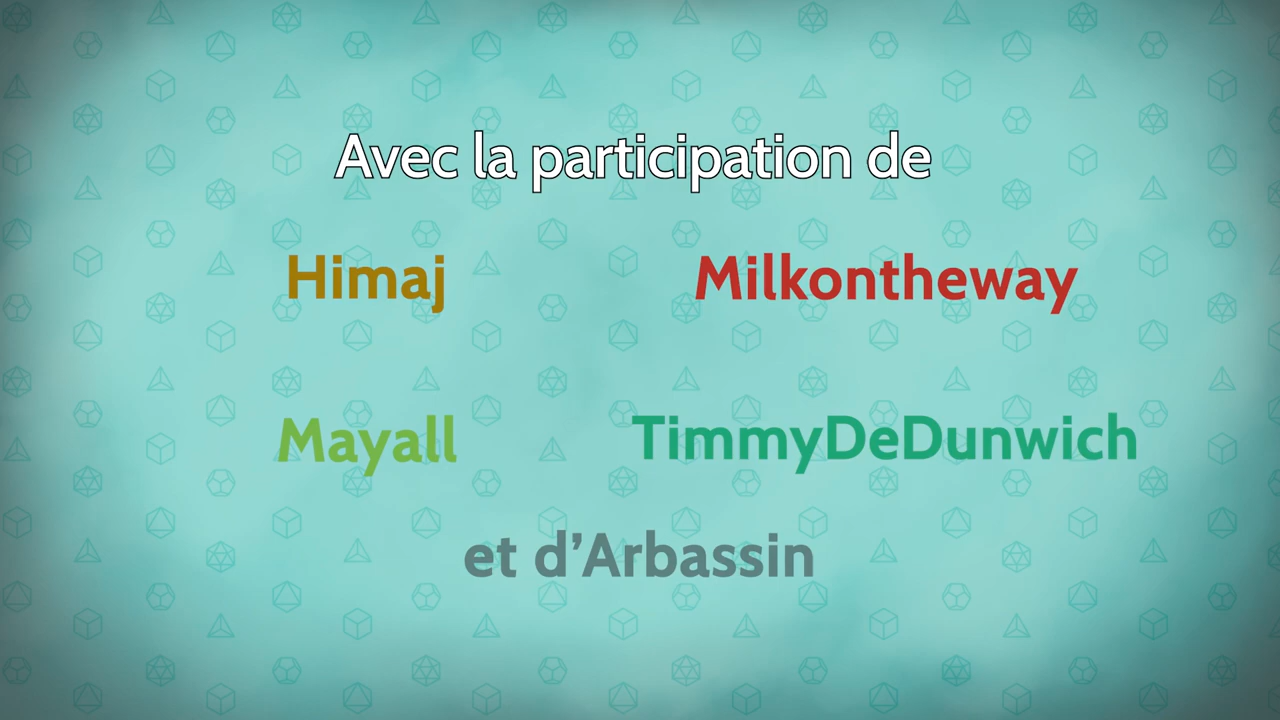 Avec la participation de
Himaj
Milkontheway
Mayall
TimmyDeDunwich
et d’Arbassin